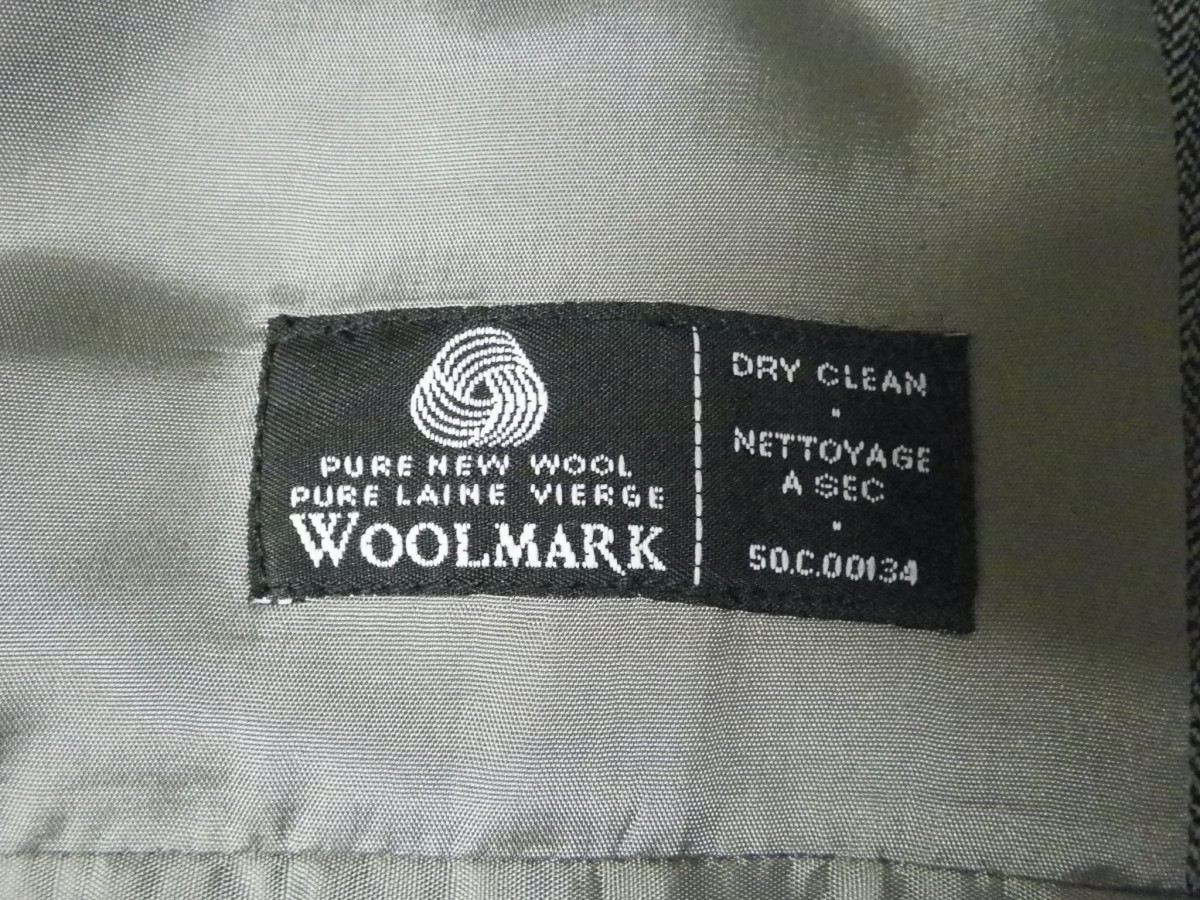 PURE NEW WOOL
PURE LAINE VIERGE
WOOLMARK
DRY CLEAN
NETTOYAGE
A SEC
50.C.00134